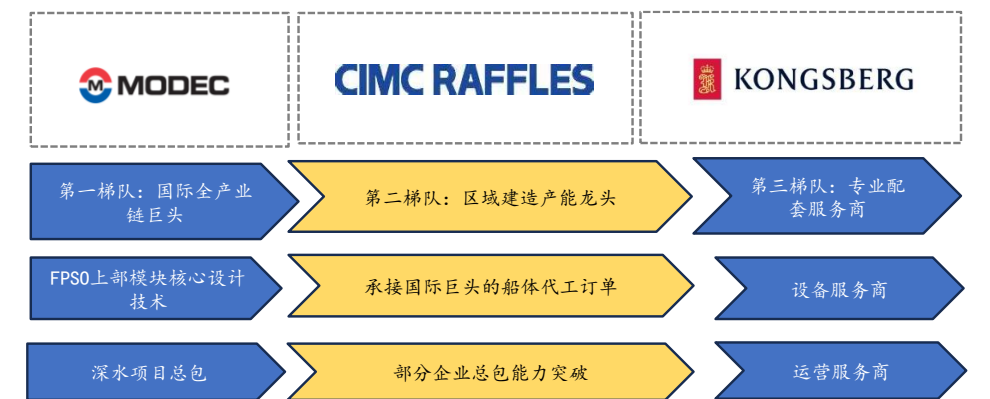 MODEC
CIMC RAFFLES
KONGSBERG
第一梯队：国际全产业
链巨头
第二梯队：区域建造产能龙头
第三梯队：专业配
套服务商
FPSO上部模块核心设计
技术
承接国际巨头的船体代工订单
设备服务商
深水项目总包
部分企业总包能力突破
运营服务商